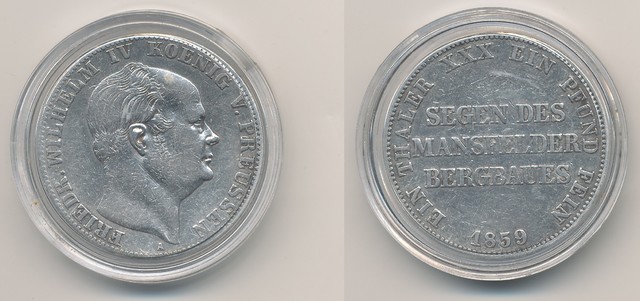 FRIEDR. WILHELM IV KOENIG V. PREUSSEN
A
EIN THALER XXX EIN PFUND FEIN
SEGEN DES
MANSFELDER
BERGBAUES
1859